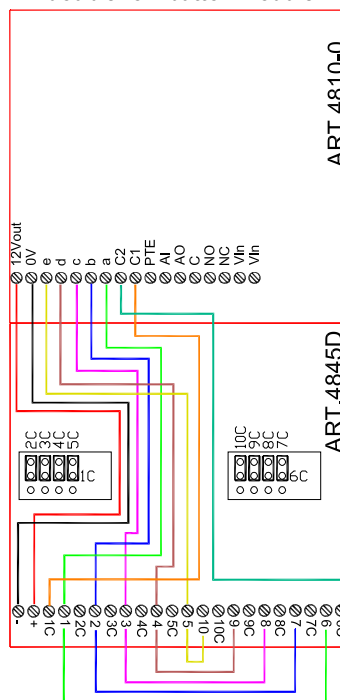 ART. 4810-0
12Vout
0V
e
d
c
b
a
C2
C1
PTE
AI
AO
C
NO
NC
VIn
VIn
ART.4845D
2C
3C
4C
5C
1C
10C
9C
8C
7C
6C
-
+
1C
1
2C
2
3C
3
4C
4
5C
5
10
10C
9
9C
8
8C
7
7C
6